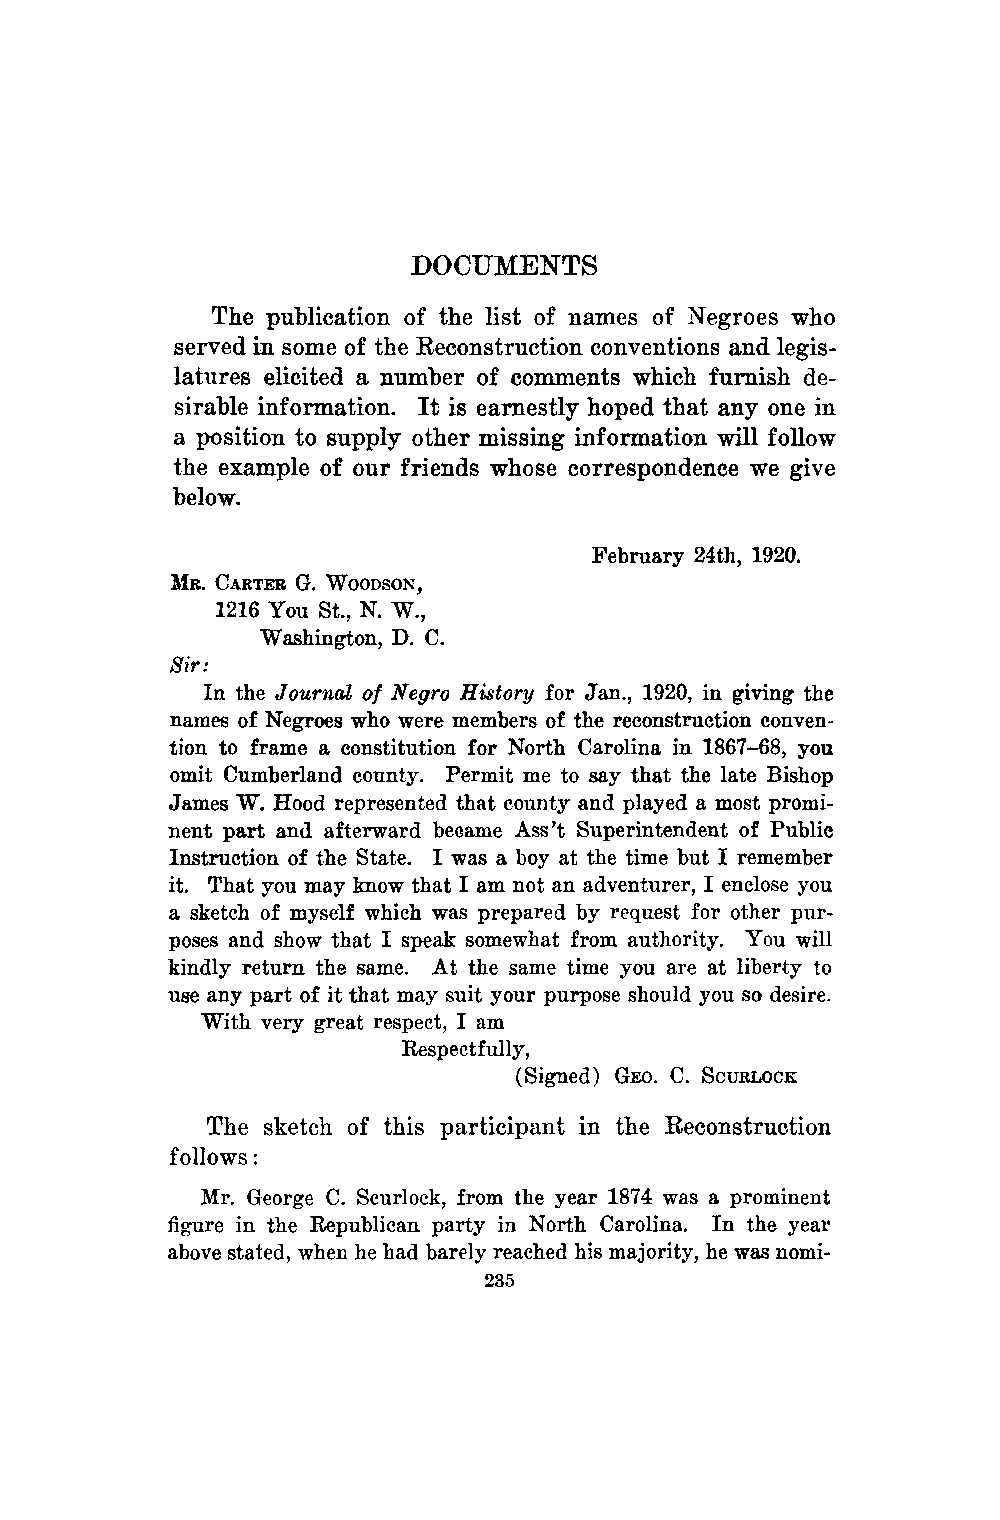 DOCUMENTS
The publication of the list of names of Negroes who
served in some of the Reconstruction conventions and legis-
latures elicited a number of comments which furnish de-
sirable information. It is earnestly hoped that any one in
a position to supply other missing information will follow
the example of our friends whose correspondence we give
below.
February 24th, 1920.
MR. CARTER G. WOODSON,
1216 You St., N. W.,
Washington, D. C.
Sir:
In the Journal of Negro History for Jan., 1920, in giving the
names of Negroes who were members of the reconstruction conven-
tion to frame a constitution for North Carolina in 1867–68, you
omit Cumberland county. Permit me to say that the late Bishop
James W. Hood represented that county and played a most promi-
nent part and afterward became Ass't Superintendent of Public
Instruction of the State. I was a boy at the time but I remember
it. That you may know that I am not an adventurer, I enclose you
a sketch of myself which was prepared by request for other pur-
poses and show that I speak somewhat from authority. You will
kindly return the same. At the same time you are at liberty to
use any part of it that may suit your purpose should you so desire.
With very great respect, I am
Respectfully,
(Signed) GEO. C. SCURLOCK
The sketch of this participant in the Reconstruction
follows:
Mr. George C. Scurlock, from the year 1874 was a prominent
figure in the Republican party in North Carolina. In the year
above stated, when he had barely reached his majority, he was nomi-
235